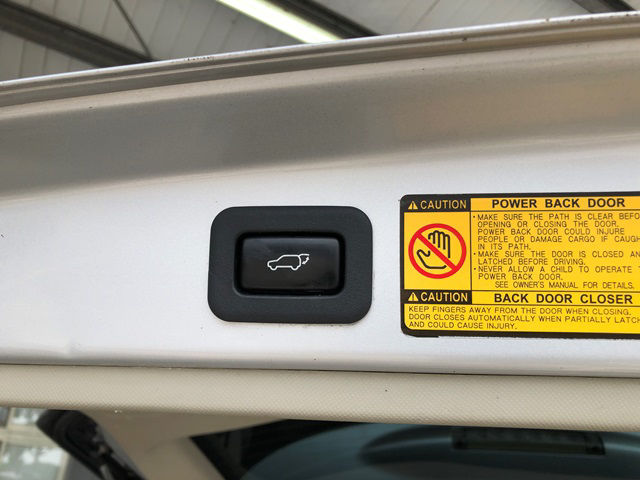 CAUTION POWER BACK DOOR
• MAKE SURE THE PATH IS CLEAR BEFO
OPENING OR CLOSING THE DOOR.
POWER BACK DOOR COULD INJURE
PEOPLE OR DAMAGE CARGO IF CAUGH
IN ITS PATH.
• MAKE SURE THE DOOR IS CLOSED AN
LATCHED BEFORE DRIVING.
• NEVER ALLOW A CHILD TO OPERATE
POWER BACK DOOR.
SEE OWNER'S MANUAL FOR DETAILS.
CAUTION BACK DOOR CLOSER
KEEP FINGERS AWAY FROM THE DOOR WHEN CLOSING.
DOOR CLOSES AUTOMATICALLY WHEN PARTIALLY LATCH
AND COULD CAUSE INJURY.